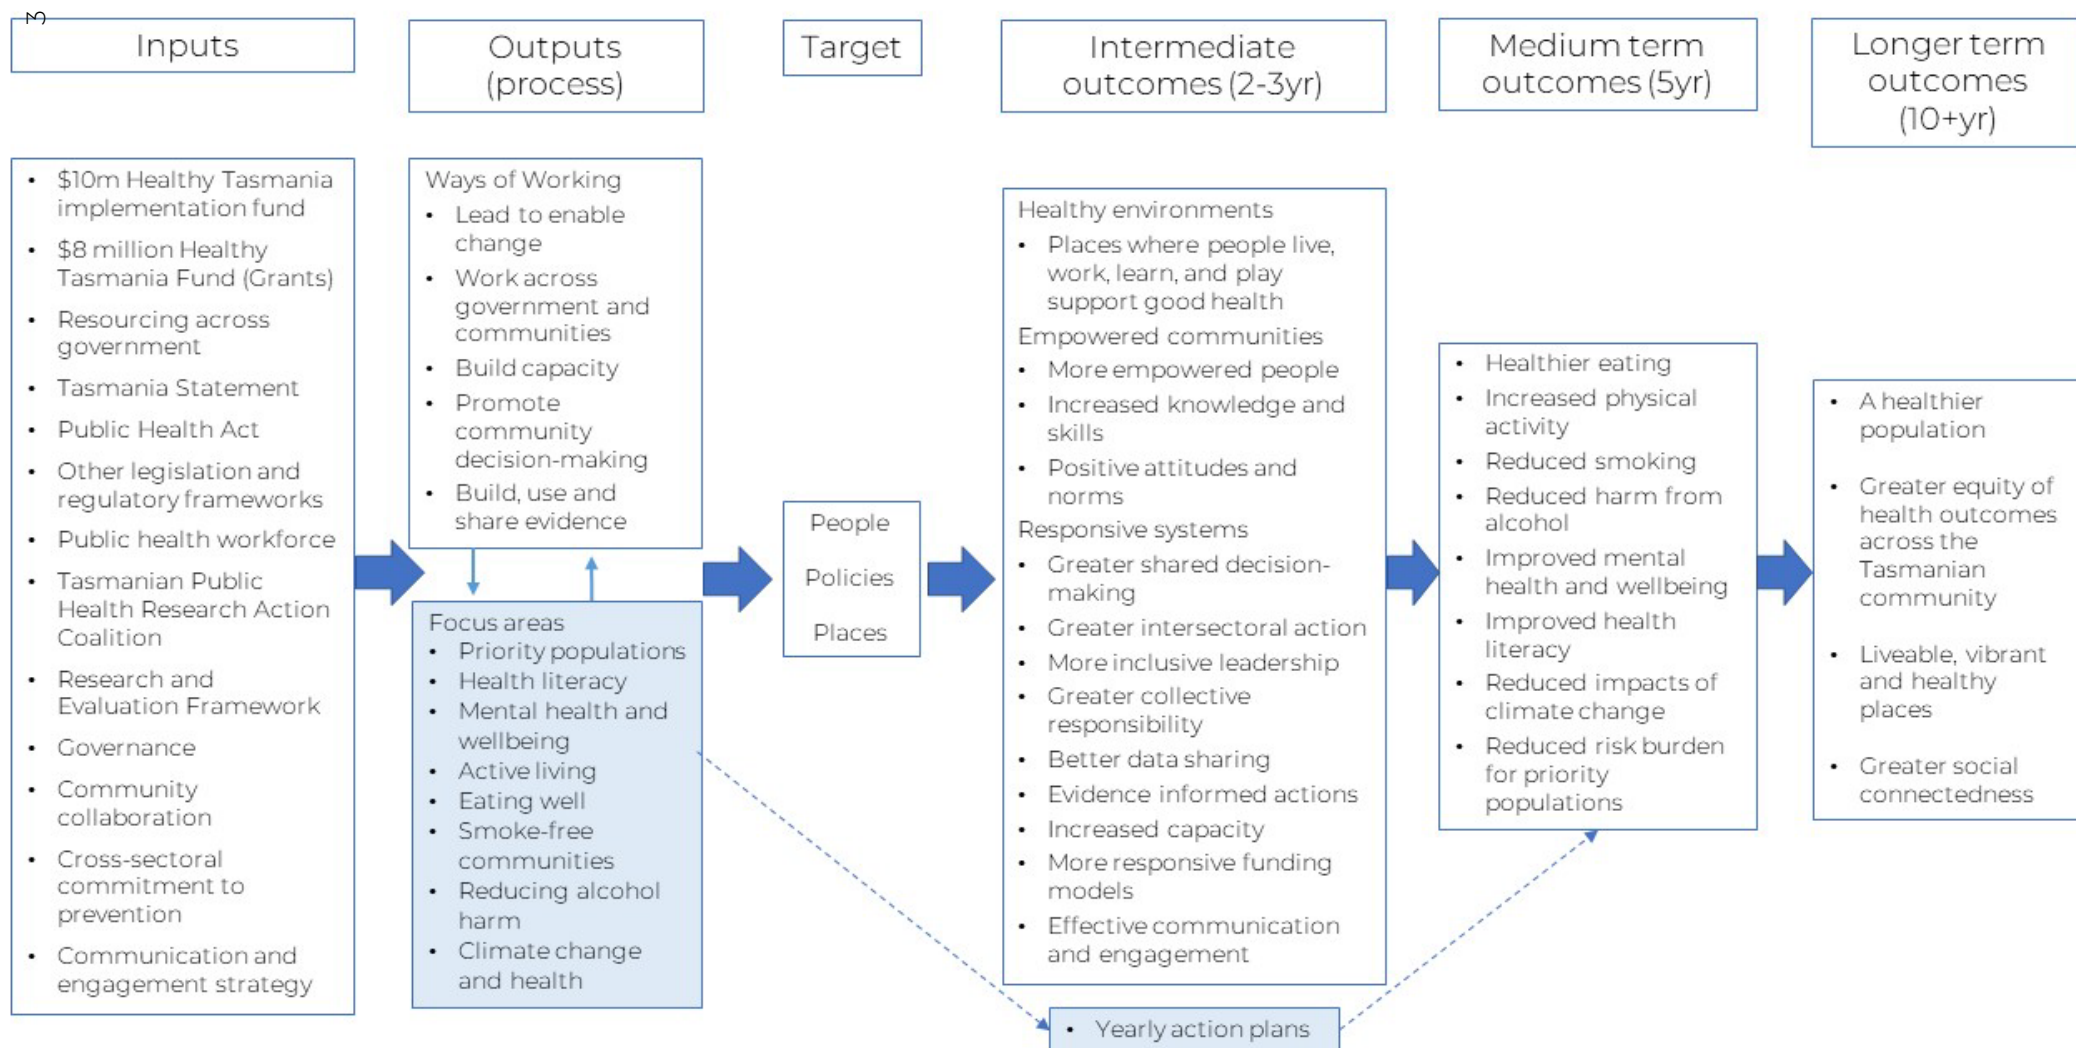 3
Inputs
Outputs
(process)
Target
Intermediate
outcomes (2-3yr)
Medium term
outcomes (5yr)
Longer term
outcomes
(10+yr)
• $10m Healthy Tasmania
implementation fund
• $8 million Healthy
Tasmania Fund (Grants)
• Resourcing across
government
• Tasmania Statement
• Public Health Act
• Other legislation and
regulatory frameworks
• Public health workforce
• Tasmanian Public
Health Research Action
Coalition
• Research and
Evaluation Framework
• Governance
• Community
collaboration
• Cross-sectoral
commitment to
prevention
• Communication and
engagement strategy
Ways of Working
• Lead to enable
change
• Work across
government and
communities
• Build capacity
• Promote
community
decision-making
• Build, use and
share evidence
Focus areas
• Priority populations
• Health literacy
• Mental health and
wellbeing
• Active living
• Eating well
• Smoke-free
communities
• Reducing alcohol
harm
• Climate change
and health
People
Policies
Places
Healthy environments
• Places where people live,
work, learn, and play
support good health
Empowered communities
• More empowered people
• Increased knowledge and
skills
• Positive attitudes and
norms
Responsive systems
• Greater shared decision-
making
• Greater intersectoral action
• More inclusive leadership
• Greater collective
responsibility
• Better data sharing
• Evidence informed actions
• Increased capacity
• More responsive funding
models
• Effective communication
and engagement
• Yearly action plans
• Healthier eating
• Increased physical
activity
• Reduced smoking
• Reduced harm from
alcohol
• Improved mental
health and wellbeing
• Improved health
literacy
• Reduced impacts of
climate change
• Reduced risk burden
for priority
populations
• A healthier
population
• Greater equity of
health outcomes
across the
Tasmanian
community
• Liveable, vibrant
and healthy
places
• Greater social
connectedness